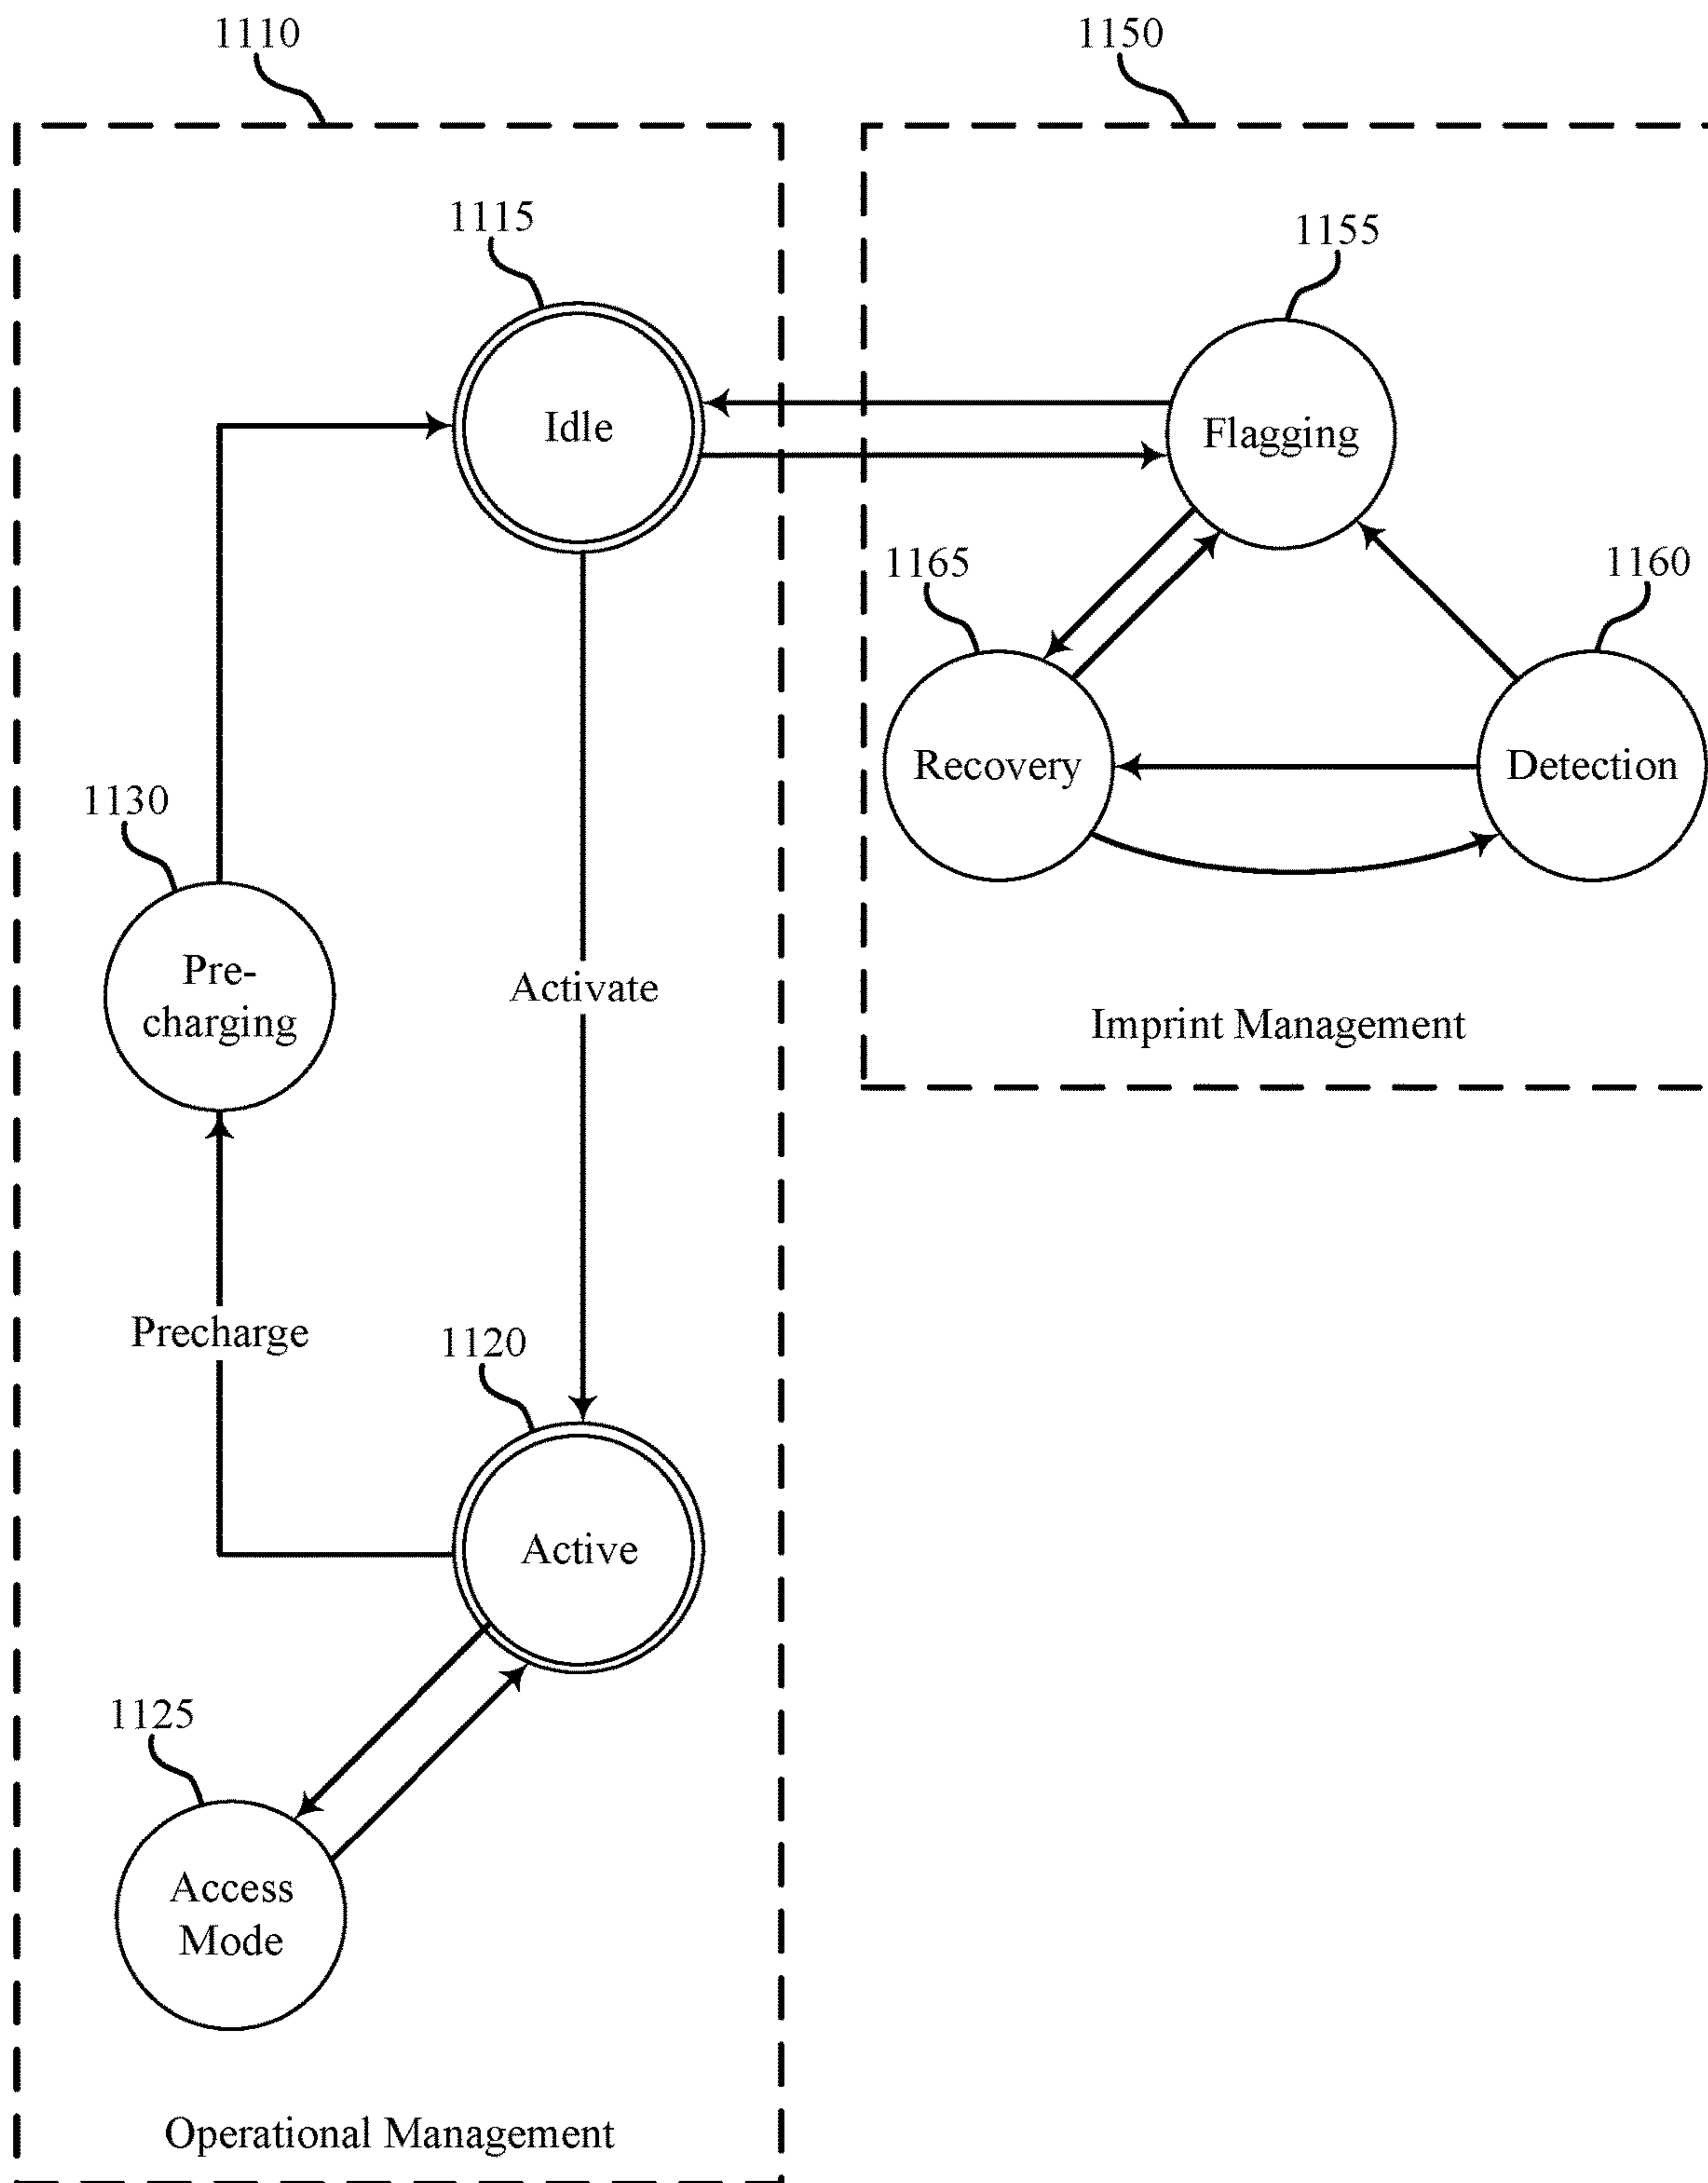 1110
1150
1115
1155
Idle
Flagging
1165
1160
Recovery
Detection
1130
Pre-
charging
Activate
Imprint Management
Precharge
1120
Active
1125
Access
Mode
Operational Management